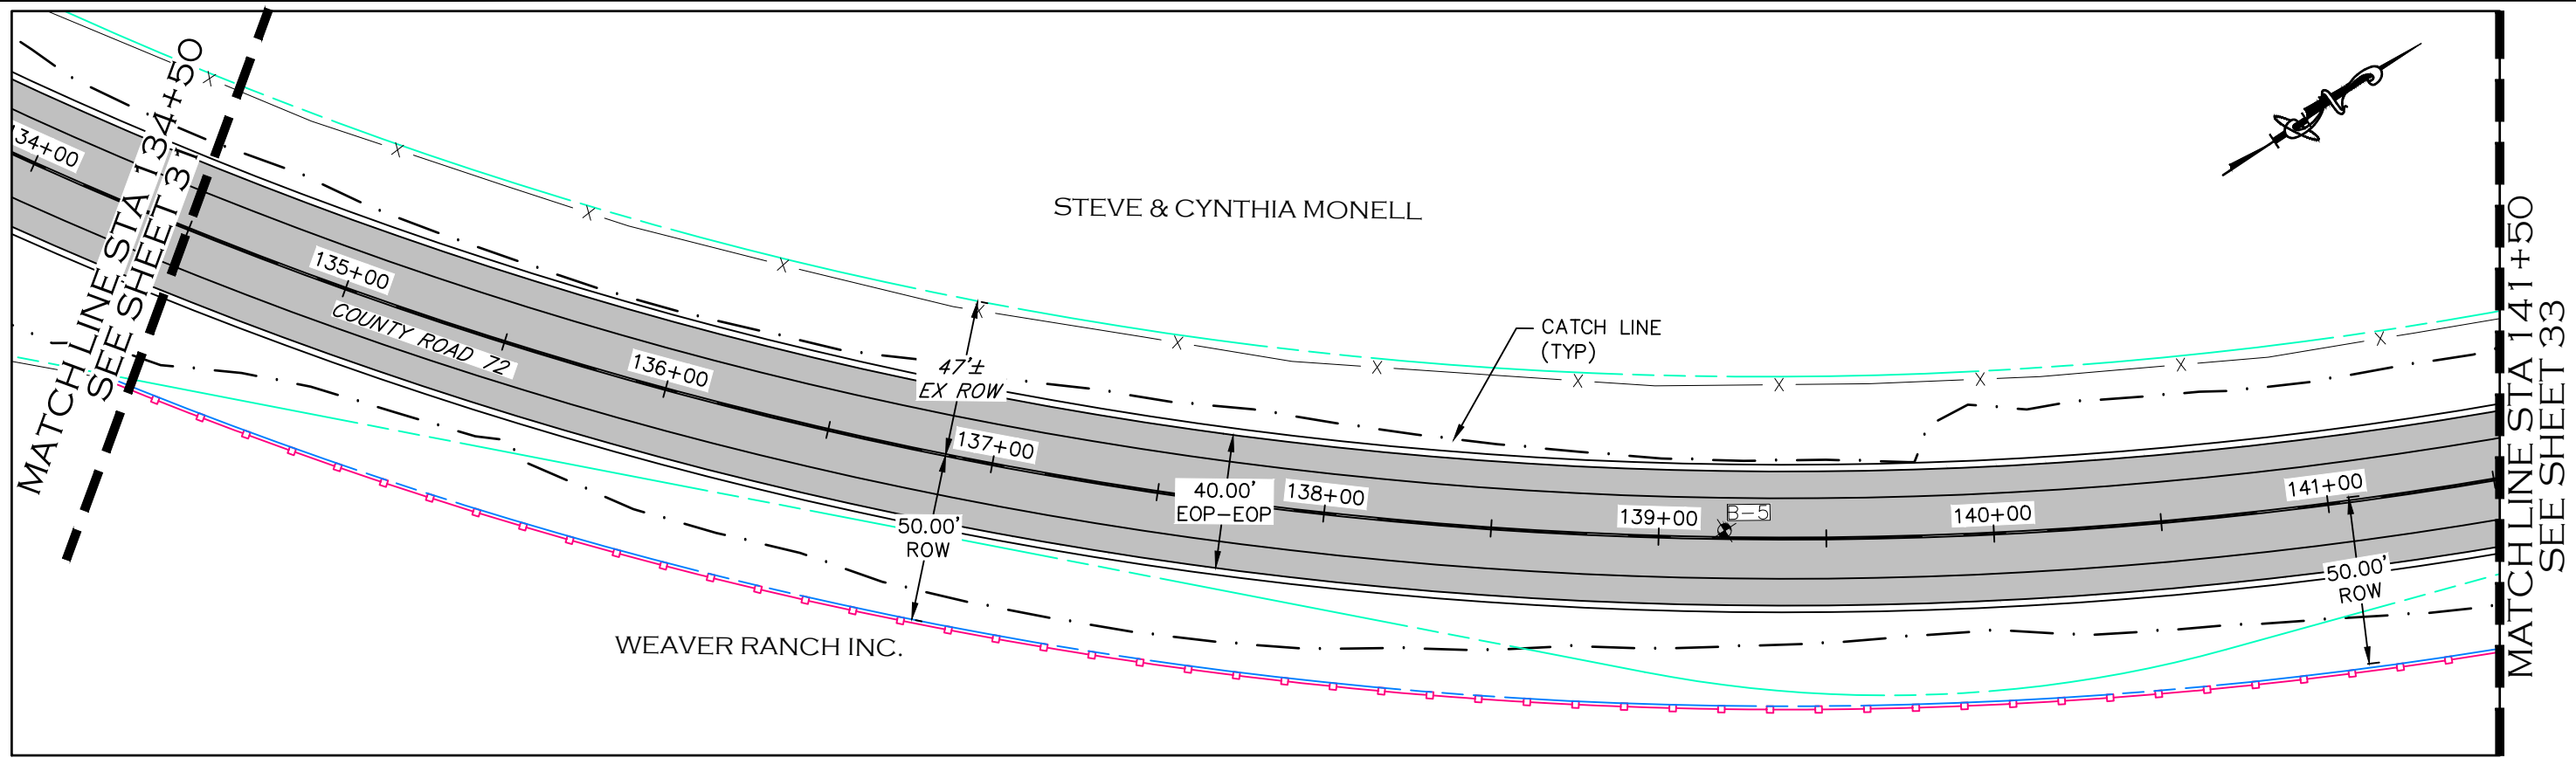 MATCH LINE STA 134+50
SEE SHEET 31
134+00
135+00
COUNTY ROAD 72
136+00
47'±
EX ROW
137+00
50.00'
ROW
STEVE & CYNTHIA MONELL
WEAVER RANCH INC.
40.00'
EOP-EOP
138+00
CATCH LINE
(TYP)
139+00
B-5
140+00
141+00
50.00'
ROW
MATCH LINE STA 141+50
SEE SHEET 33